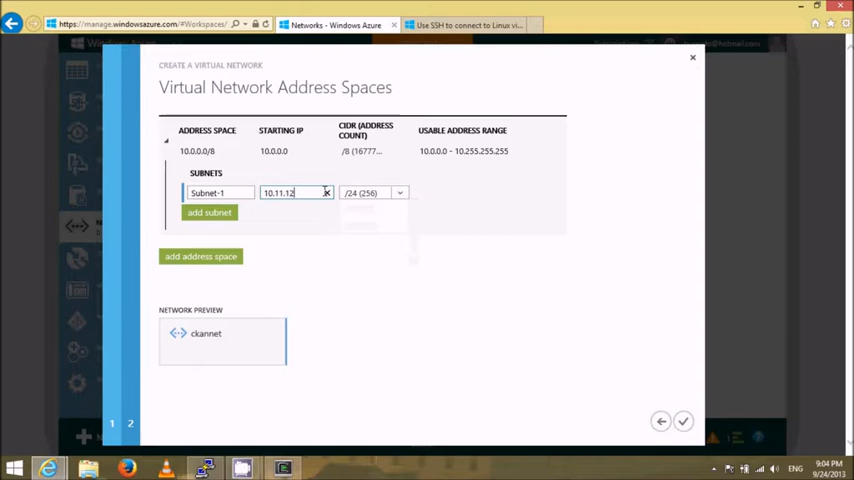 https://manage.windowsazure.com/#Workspaces/
Networks - Windows Azure
Use SSH to connect to Linux vi...
Windows Azure
CREATE A VIRTUAL NETWORK
Virtual Network Address Spaces
ADDRESS SPACE STARTING IP CIDR (ADDRESS COUNT) USABLE ADDRESS RANGE
10.0.0.0/8 10.0.0.0 /8 (16777... 10.0.0.0 - 10.255.255.255
SUBNETS
Subnet-1 10.11.12 /24 (256)
add subnet
add address space
NETWORK PREVIEW
ckannet
1 2
ENG
9:04 PM
9/24/2013